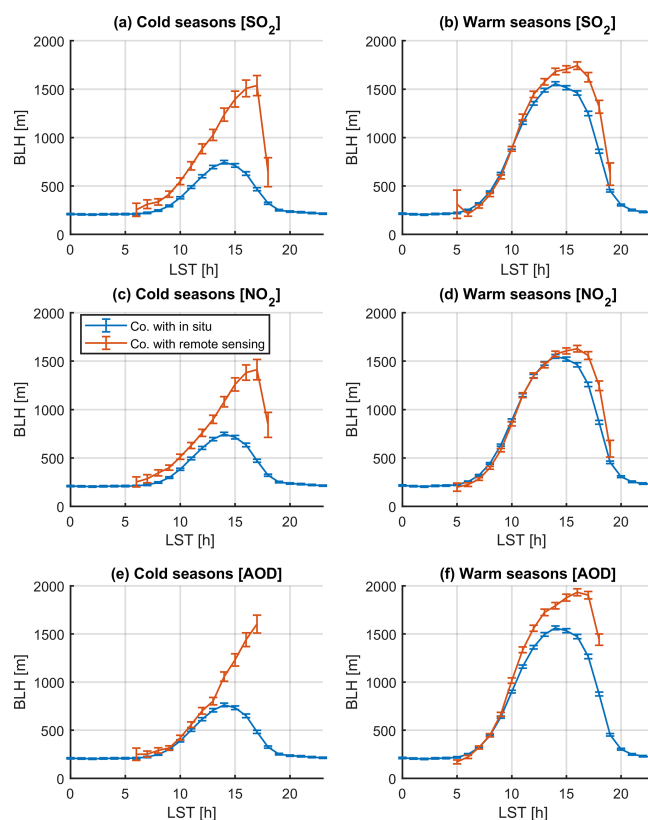 (a) Cold seasons [SO2]
2000
1500
1000
500
0
BLH [m]
0 5 10 15 20
LST [h]
(b) Warm seasons [SO2]
2000
1500
1000
500
0
BLH [m]
0 5 10 15 20
LST [h]
(c) Cold seasons [NO2]
2000
1500
1000
500
0
BLH [m]
Co. with in situ
Co. with remote sensing
0 5 10 15 20
LST [h]
(d) Warm seasons [NO2]
2000
1500
1000
500
0
BLH [m]
0 5 10 15 20
LST [h]
(e) Cold seasons [AOD]
2000
1500
1000
500
0
BLH [m]
0 5 10 15 20
LST [h]
(f) Warm seasons [AOD]
2000
1500
1000
500
0
BLH [m]
0 5 10 15 20
LST [h]